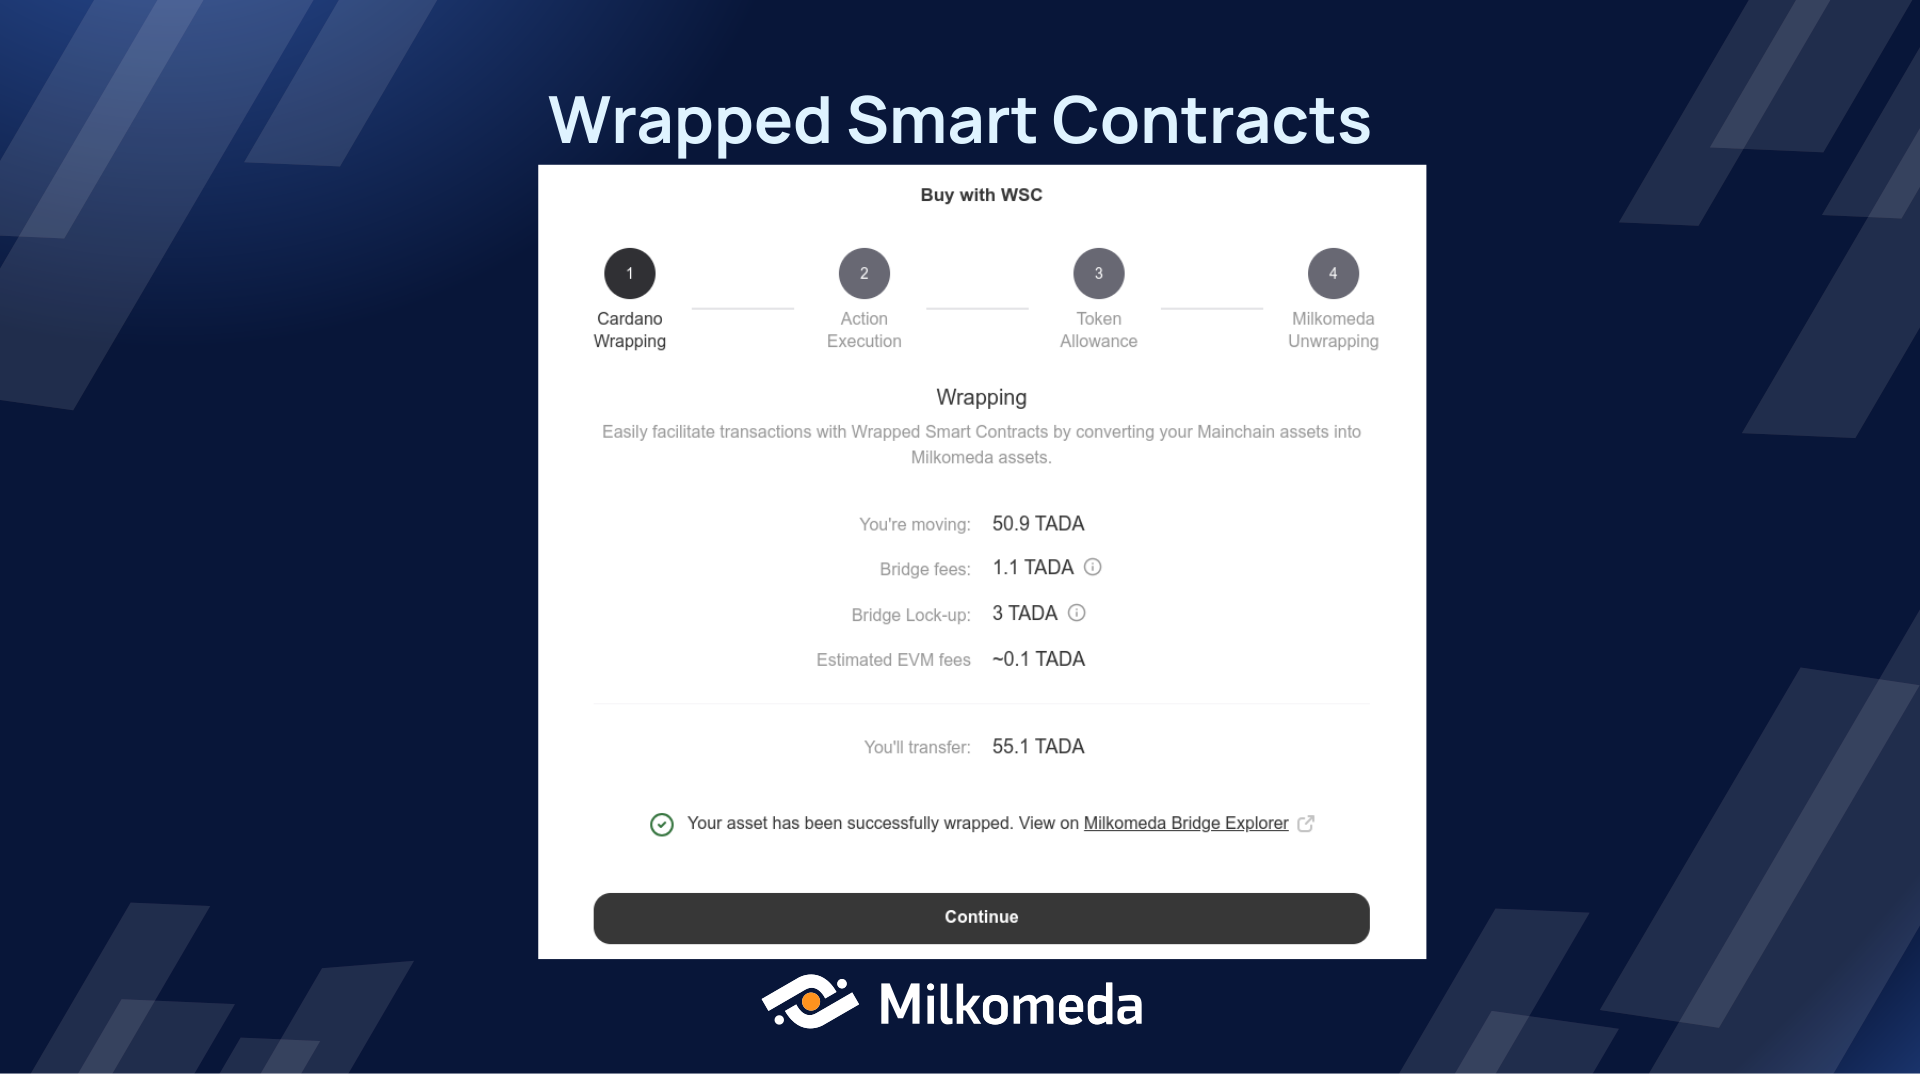 Wrapped Smart Contracts
Buy with WSC
1
2
3
4
Cardano
Wrapping
Action
Execution
Token
Allowance
Milkomeda
Unwrapping
Wrapping
Easily facilitate transactions with Wrapped Smart Contracts by converting your Mainchain assets into
Milkomeda assets.
You're moving: 50.9 TADA
Bridge fees: 1.1 TADA
Bridge Lock-up: 3 TADA
Estimated EVM fees ~0.1 TADA
You'll transfer: 55.1 TADA
Your asset has been successfully wrapped. View on Milkomeda Bridge Explorer
Continue
Milkomeda